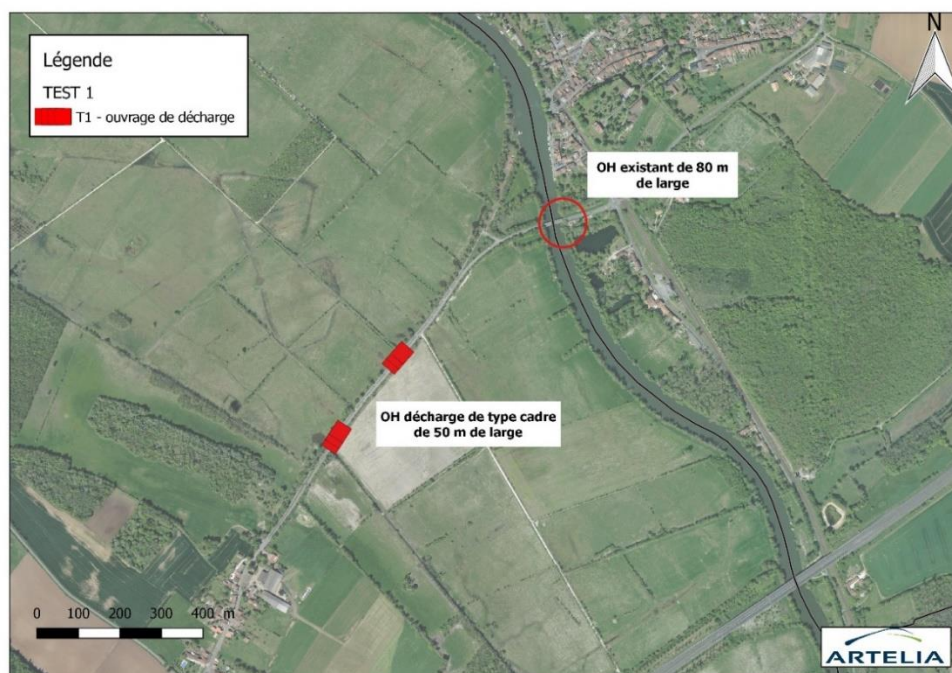 Légende
TEST 1
T1 - ouvrage de décharge
N
OH existant de 80 m
de large
OH décharge de type cadre
de 50 m de large
0 100 200 300 400 m
ARTELIA